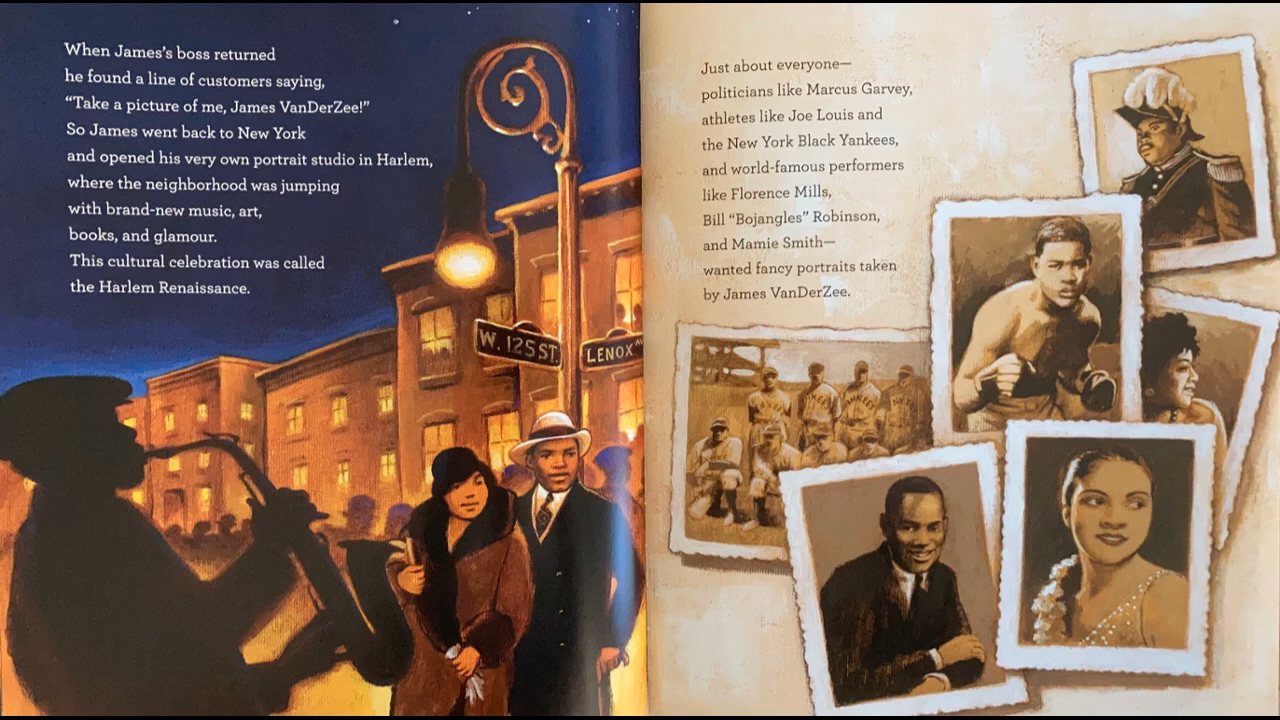 When James's boss returned
he found a line of customers saying,
“Take a picture of me, James VanDerZee!”
So James went back to New York
and opened his very own portrait studio in Harlem,
where the neighborhood was jumping
with brand-new music, art,
books, and glamour.
This cultural celebration was called
the Harlem Renaissance.
W. 125 ST.
LENOX AV
Just about everyone—
politicians like Marcus Garvey,
athletes like Joe Louis and
the New York Black Yankees,
and world-famous performers
like Florence Mills,
Bill “Bojangles” Robinson,
and Mamie Smith—
wanted fancy portraits taken
by James VanDerZee.